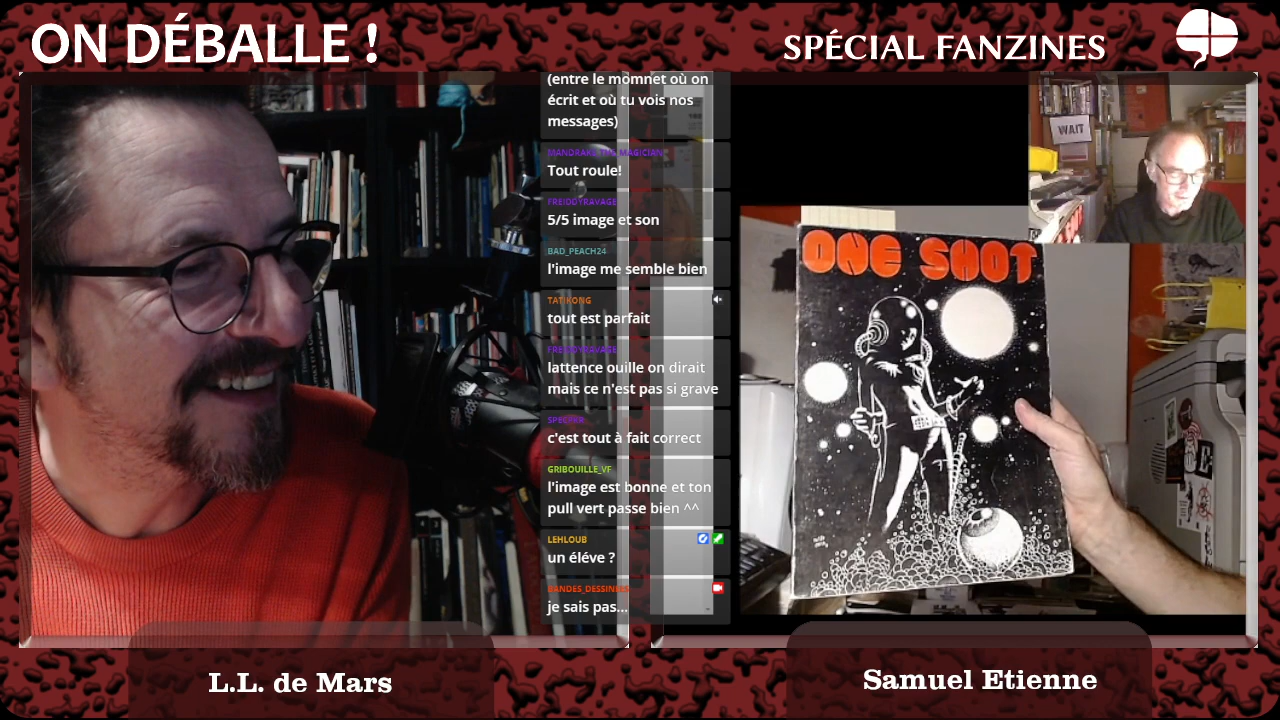 ON DÉBALLE !
SPÉCIAL FANZINES
(entre le momnet où on
écrit et où tu vois nos
messages)
MANDRAKE_THE_MAGICIAN
Tout roule!
FREIDDYRAVAGE
5/5 image et son
BAD_PEACH24
l'image me semble bien
TATIKONG
tout est parfait
FREIDDYRAVAGE
lattence ouille on dirait
mais ce n'est pas si grave
c'est tout à fait correct
GRIBOUILLE_VF
l'image est bonne et ton
pull vert passe bien ^^
LEHLOUB
un éléve ?
BANDES_DESSINEES
je sais pas...
WAIT
ONE SHOT
L.L. de Mars
Samuel Etienne